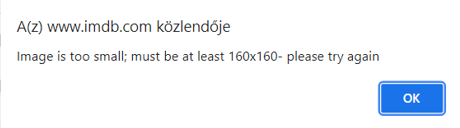 A(z) www.imdb.com közlendője
Image is too small; must be at least 160x160- please try again
OK